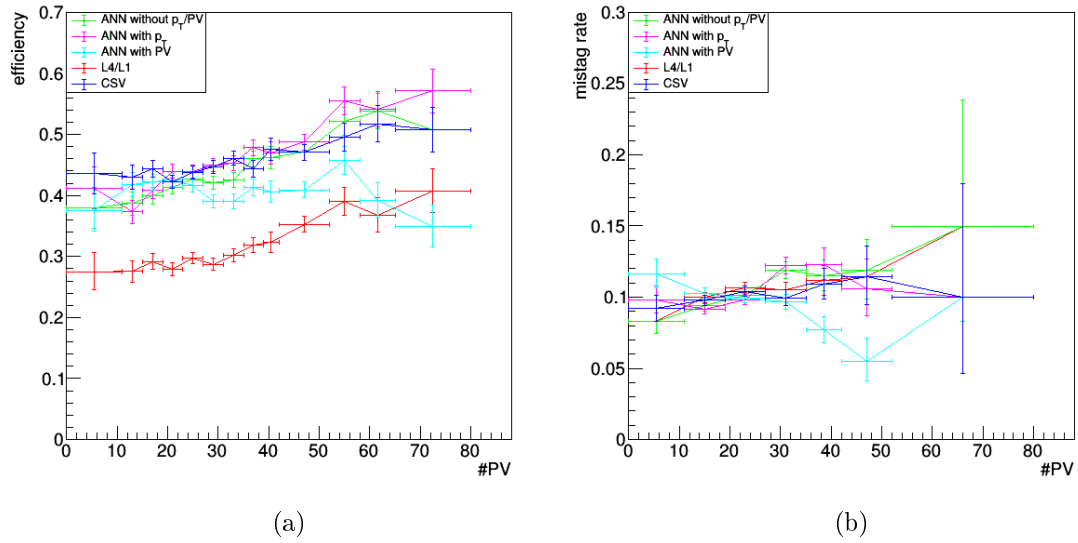 efficiency
0.7
0.6
0.5
0.4
0.3
0.2
0.1
0
ANN without p_T/PV
ANN with p_T
ANN with PV
L4/L1
CSV
0 10 20 30 40 50 60 70 80
#PV
(a)
mistag rate
0.3
0.25
0.2
0.15
0.1
0.05
0
ANN without p_T/PV
ANN with p_T
ANN with PV
L4/L1
CSV
0 10 20 30 40 50 60 70 80
#PV
(b)